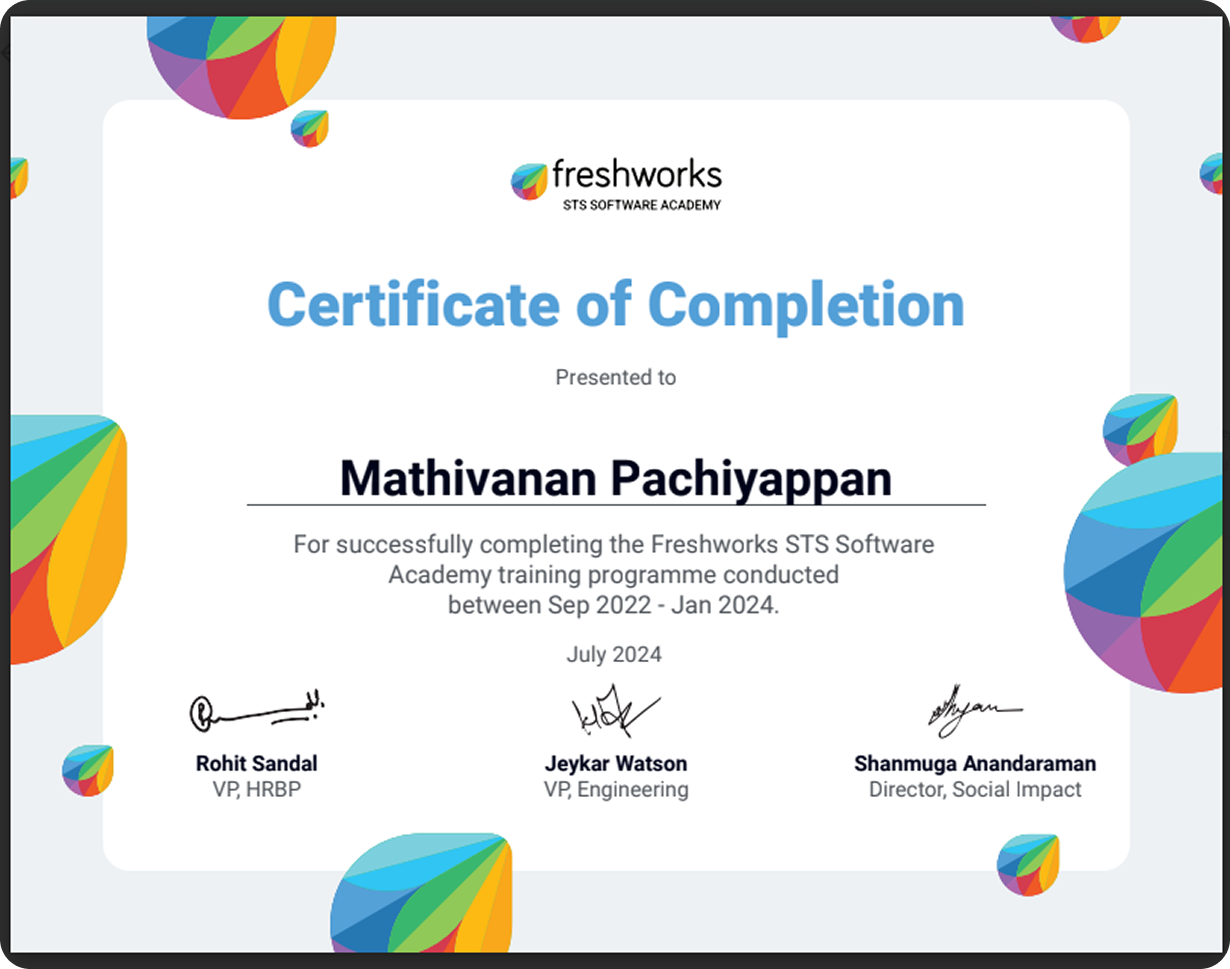 freshworks
STS SOFTWARE ACADEMY
Certificate of Completion
Presented to
Mathivanan Pachiyappan
For successfully completing the Freshworks STS Software
Academy training programme conducted
between Sep 2022 - Jan 2024.
July 2024
Rohit Sandal
VP, HRBP
Jeykar Watson
VP, Engineering
Shanmuga Anandaraman
Director, Social Impact